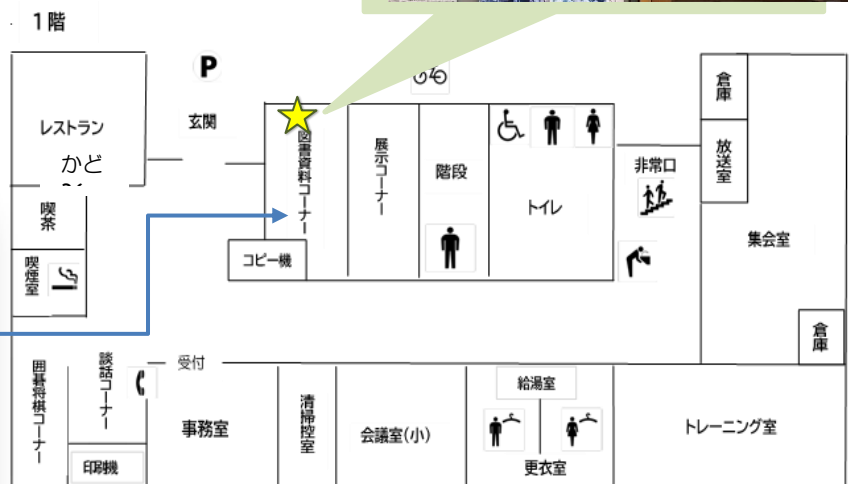 1階
P
玄関
レストラン
かど
喫茶
喫煙室
図書資料コーナー
展示コーナー
階段
トイレ
非常口
倉庫
放送室
集会室
倉庫
コピー機
受付
囲碁将棋コーナー
談話コーナー
印刷機
事務室
清掃控室
会議室(小)
給湯室
更衣室
トレーニング室